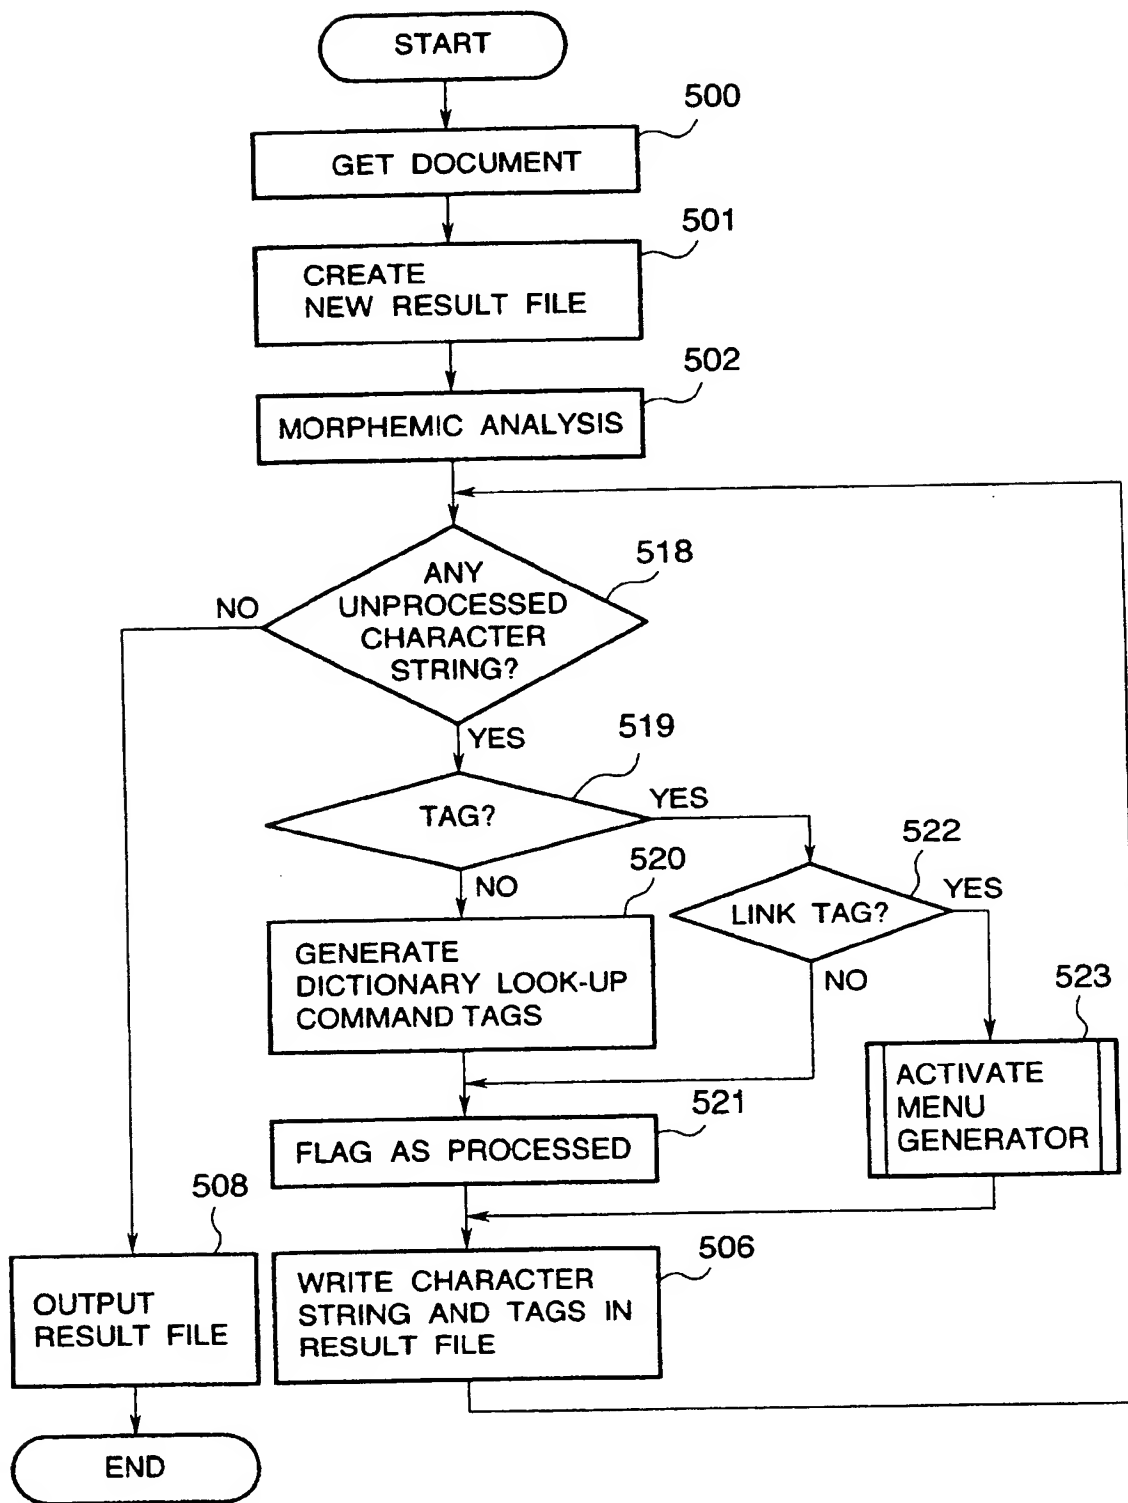 START
500
GET DOCUMENT
501
CREATE
NEW RESULT FILE
502
MORPHEMIC ANALYSIS
518
ANY
UNPROCESSED
CHARACTER
STRING?
NO
YES
519
TAG?
YES
522
NO
520
LINK TAG?
YES
NO
GENERATE
DICTIONARY LOOK-UP
COMMAND TAGS
523
ACTIVATE
MENU
GENERATOR
521
FLAG AS PROCESSED
508
OUTPUT
RESULT FILE
506
WRITE CHARACTER
STRING AND TAGS IN
RESULT FILE
END